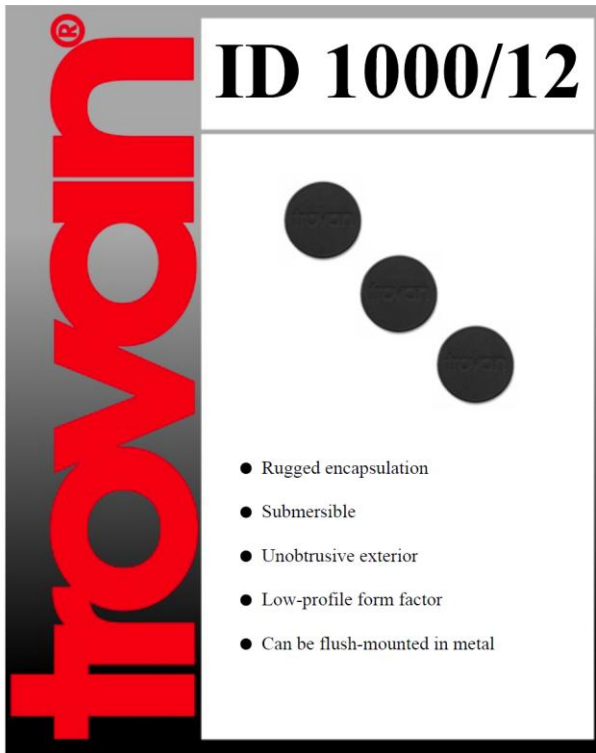 trovan®
ID 1000/12
trovan
trovan
trovan
● Rugged encapsulation
● Submersible
● Unobtrusive exterior
● Low-profile form factor
● Can be flush-mounted in metal